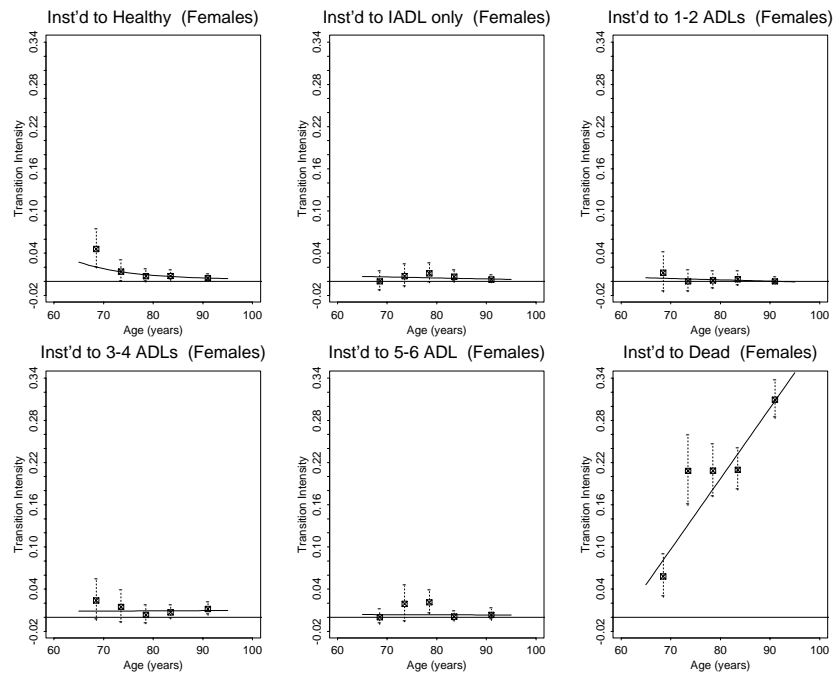 Inst'd to Healthy (Females)
Transition Intensity
-0.02 0.04 0.10 0.16 0.22 0.28 0.34
60 70 80 90 100
Age (years)
Inst'd to IADL only (Females)
Transition Intensity
-0.02 0.04 0.10 0.16 0.22 0.28 0.34
60 70 80 90 100
Age (years)
Inst'd to 1-2 ADLs (Females)
Transition Intensity
-0.02 0.04 0.10 0.16 0.22 0.28 0.34
60 70 80 90 100
Age (years)
Inst'd to 3-4 ADLs (Females)
Transition Intensity
-0.02 0.04 0.10 0.16 0.22 0.28 0.34
60 70 80 90 100
Age (years)
Inst'd to 5-6 ADL (Females)
Transition Intensity
-0.02 0.04 0.10 0.16 0.22 0.28 0.34
60 70 80 90 100
Age (years)
Inst'd to Dead (Females)
Transition Intensity
-0.02 0.04 0.10 0.16 0.22 0.28 0.34
60 70 80 90 100
Age (years)